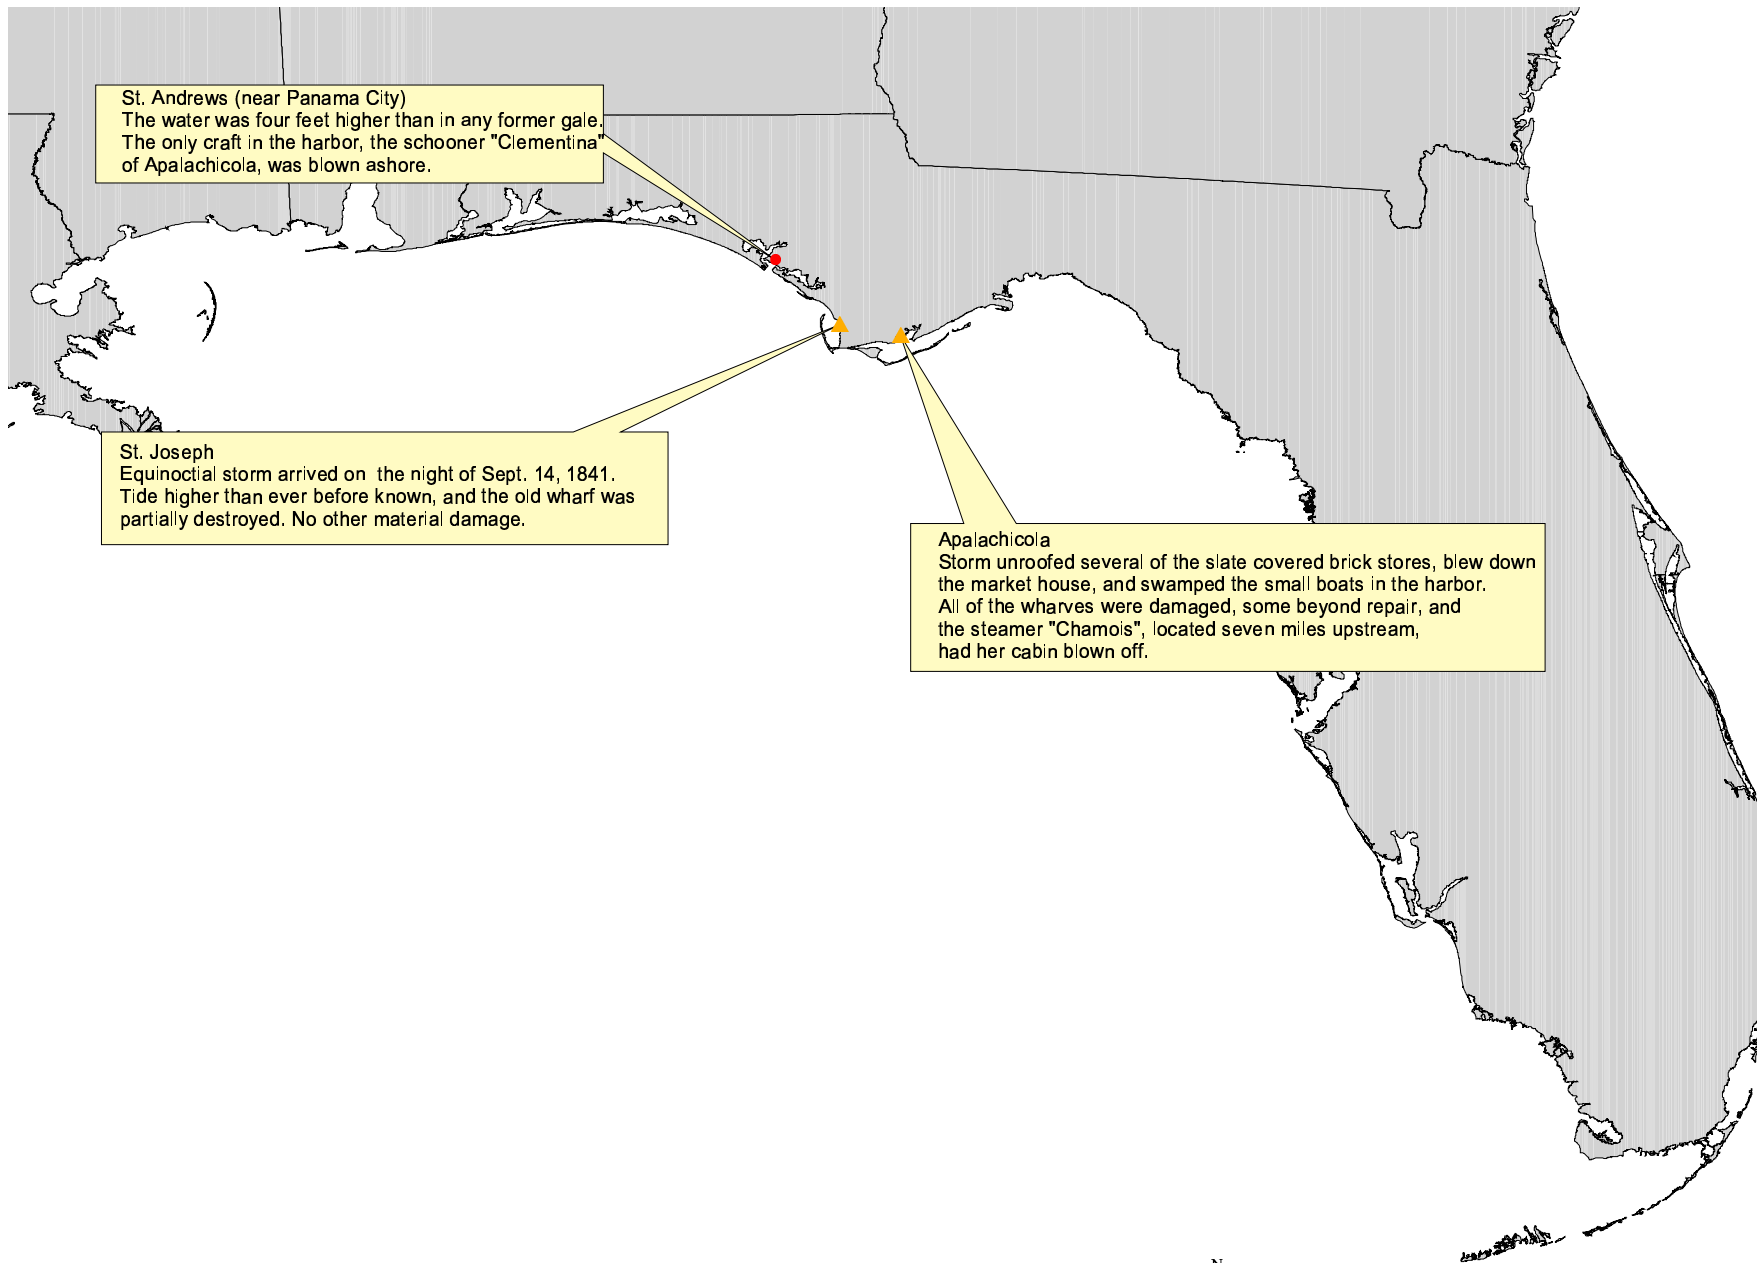 St. Andrews (near Panama City)
The water was four feet higher than in any former gale.
The only craft in the harbor, the schooner "Clementina"
of Apalachicola, was blown ashore.
St. Joseph
Equinoctial storm arrived on the night of Sept. 14, 1841.
Tide higher than ever before known, and the old wharf was
partially destroyed. No other material damage.
Apalachicola
Storm unroofed several of the slate covered brick stores, blew down
the market house, and swamped the small boats in the harbor.
All of the wharves were damaged, some beyond repair, and
the steamer "Chamois", located seven miles upstream,
had her cabin blown off.
N